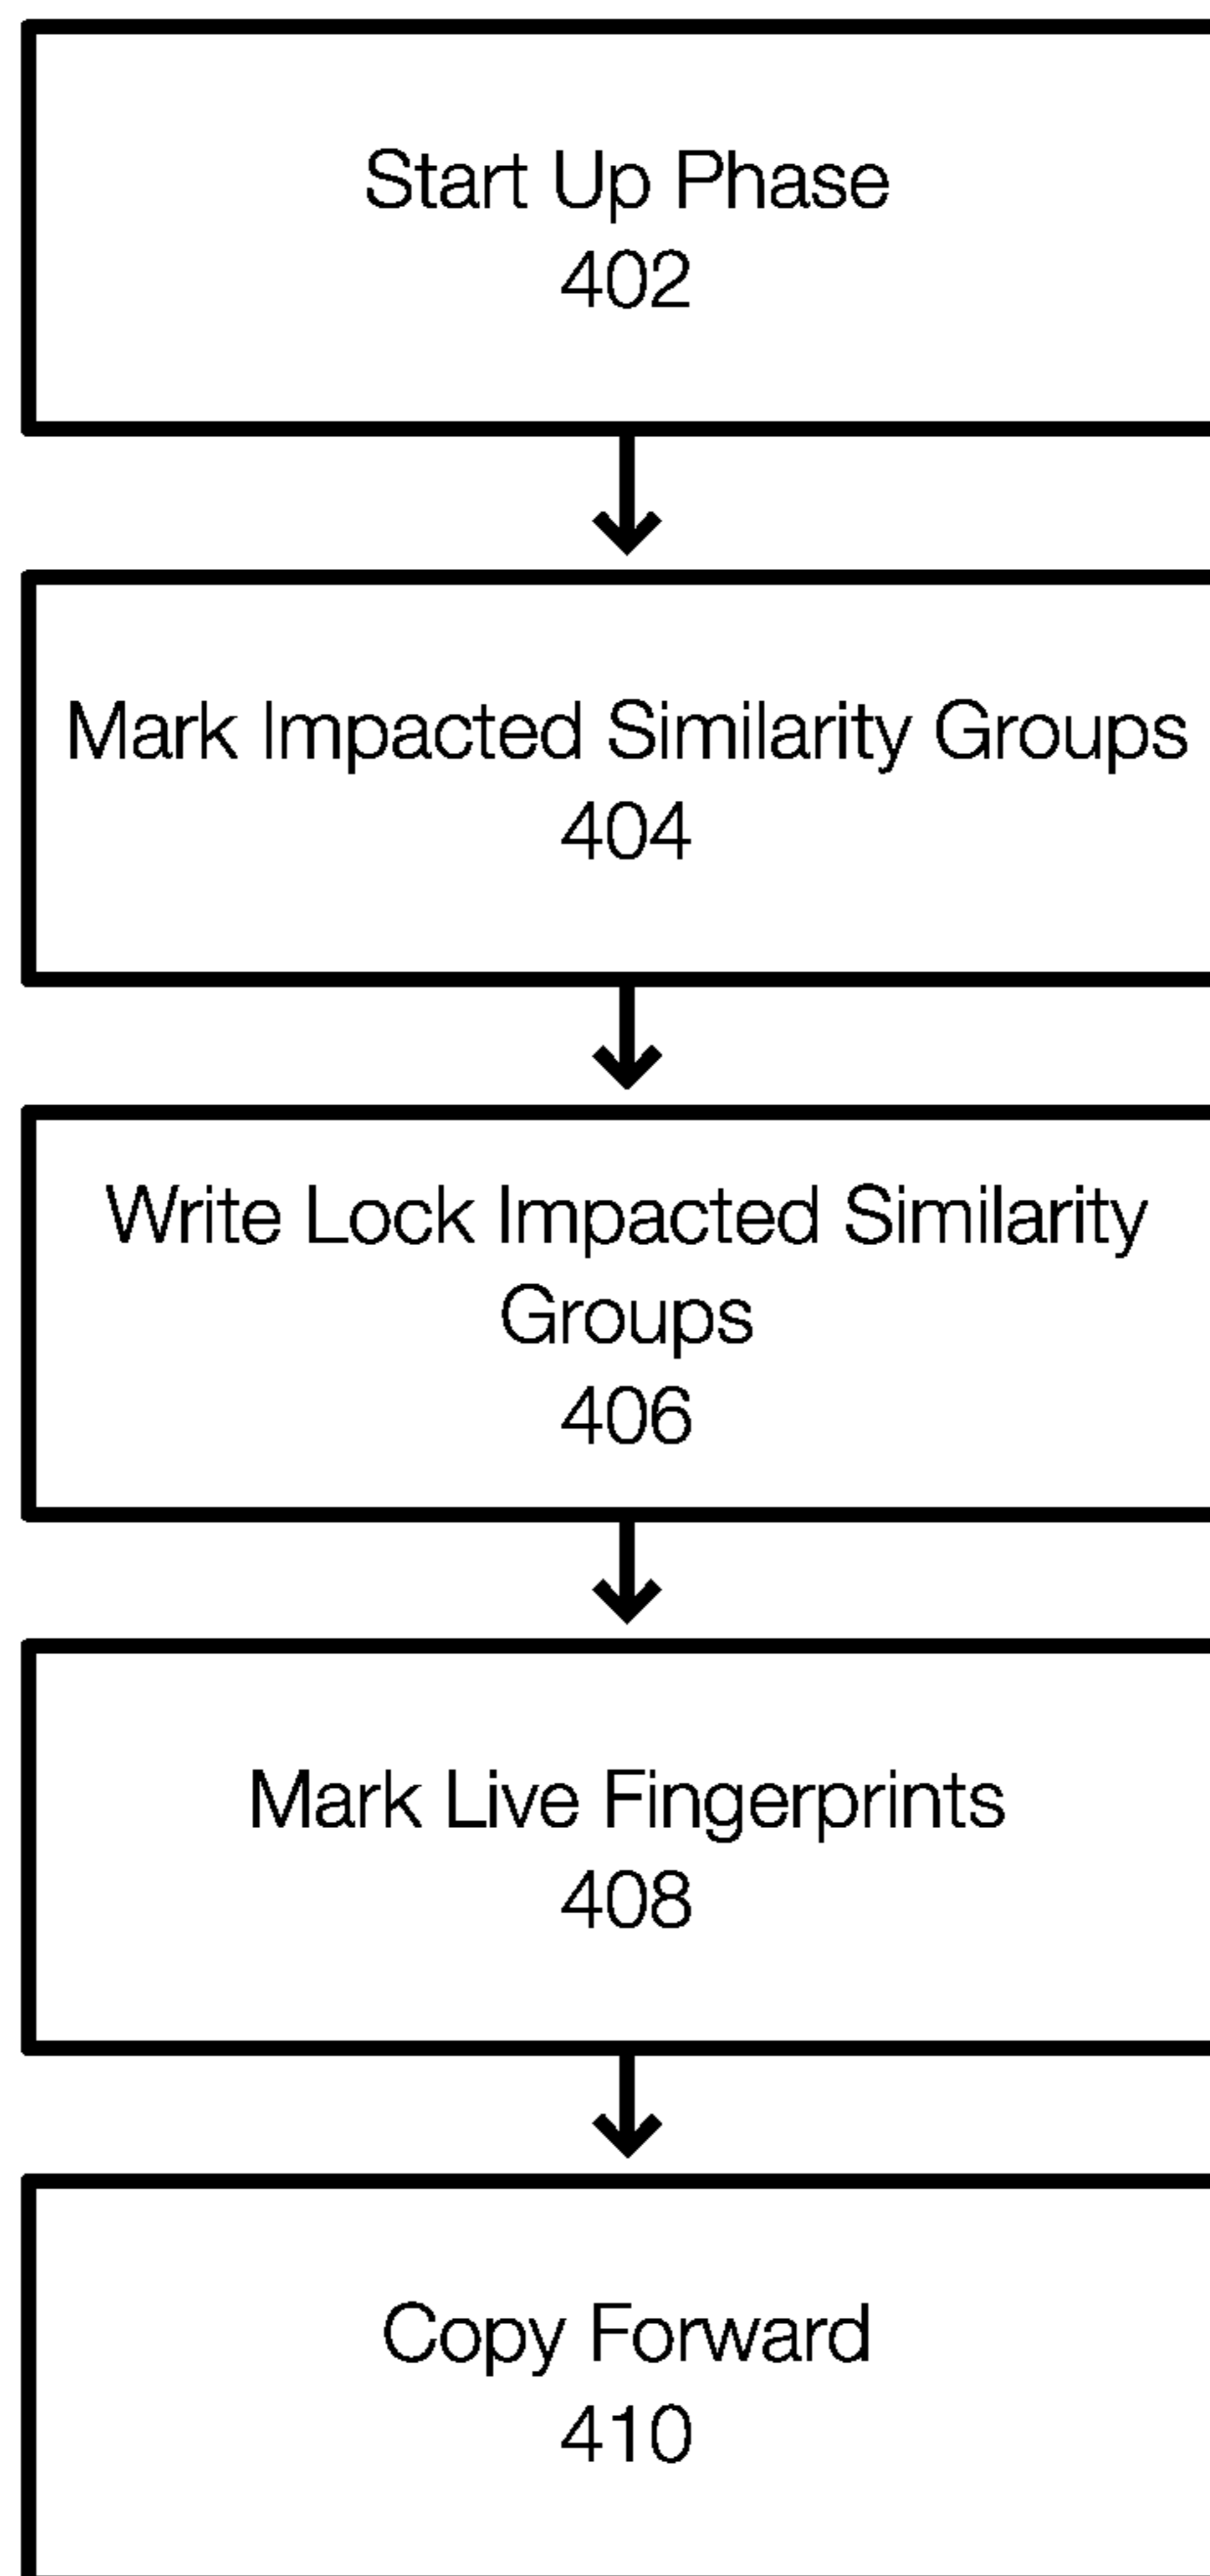 Start Up Phase
402
Mark Impacted Similarity Groups
404
Write Lock Impacted Similarity
Groups
406
Mark Live Fingerprints
408
Copy Forward
410